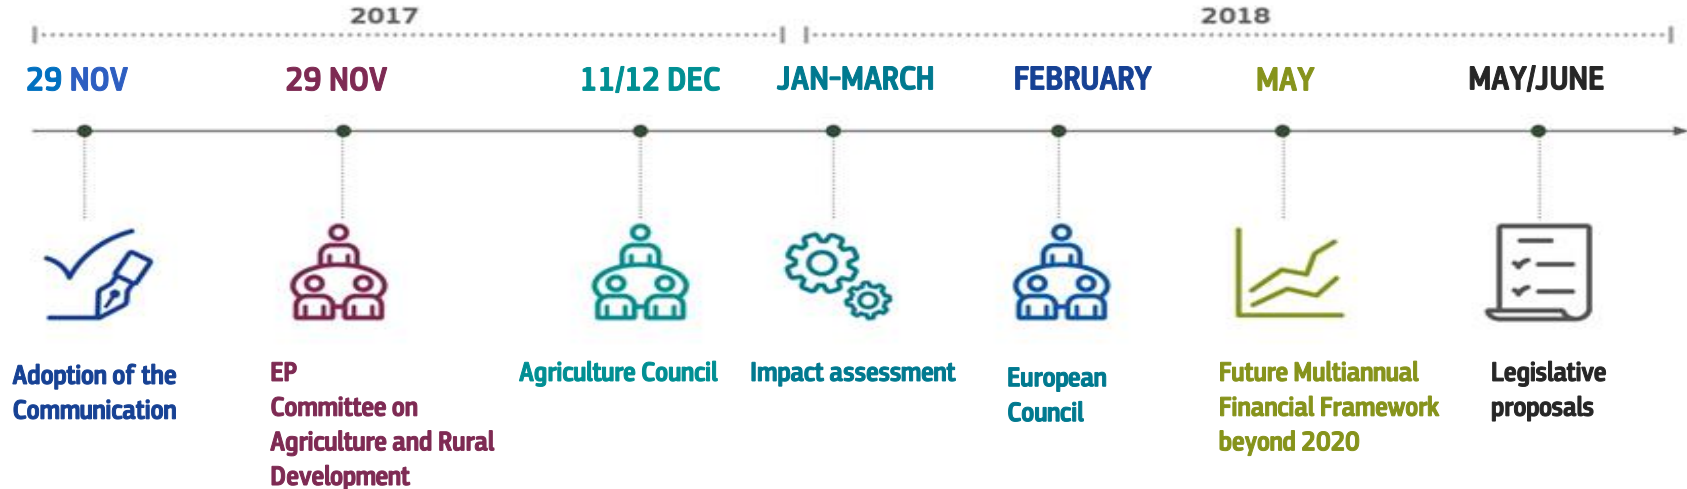 2017
2018
29 NOV
29 NOV
11/12 DEC
JAN-MARCH
FEBRUARY
MAY
MAY/JUNE
Adoption of the
Communication
EP
Committee on
Agriculture and Rural
Development
Agriculture Council
Impact assessment
European
Council
Future Multiannual
Financial Framework
beyond 2020
Legislative
proposals